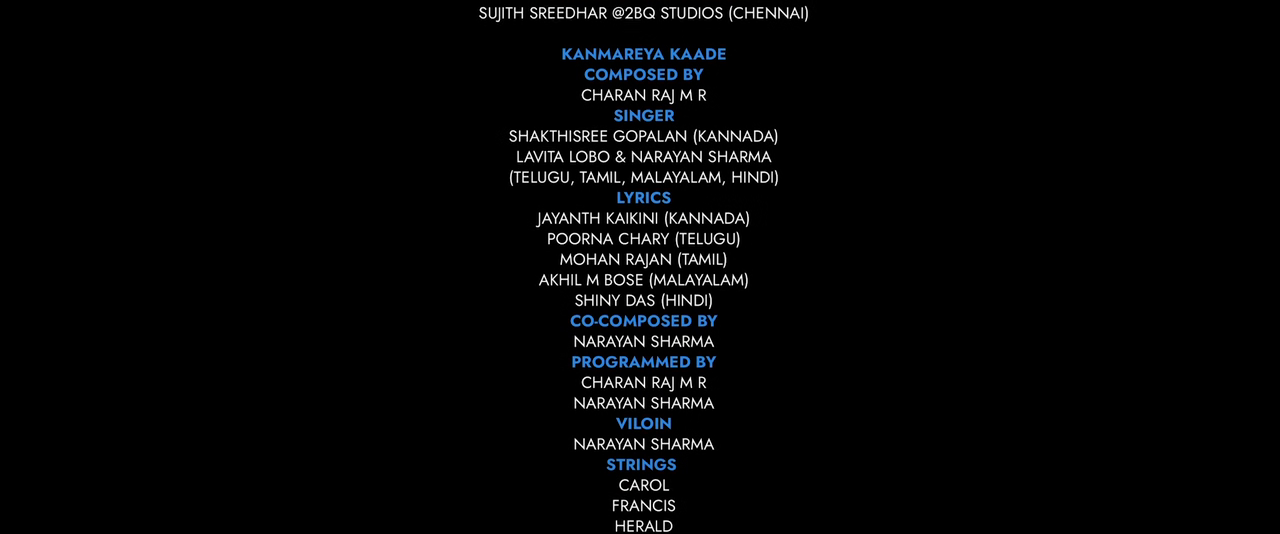 SUJITH SREEDHAR @2BQ STUDIOS (CHENNAI)
KANMAREYA KAADE
COMPOSED BY
CHARAN RAJ M R
SINGER
SHAKTHISREE GOPALAN (KANNADA)
LAVITA LOBO & NARAYAN SHARMA
(TELUGU, TAMIL, MALAYALAM, HINDI)
LYRICS
JAYANTH KAIKINI (KANNADA)
POORNA CHARY (TELUGU)
MOHAN RAJAN (TAMIL)
AKHIL M BOSE (MALAYALAM)
SHINY DAS (HINDI)
CO-COMPOSED BY
NARAYAN SHARMA
PROGRAMMED BY
CHARAN RAJ M R
NARAYAN SHARMA
VILOIN
NARAYAN SHARMA
STRINGS
CAROL
FRANCIS
HERALD